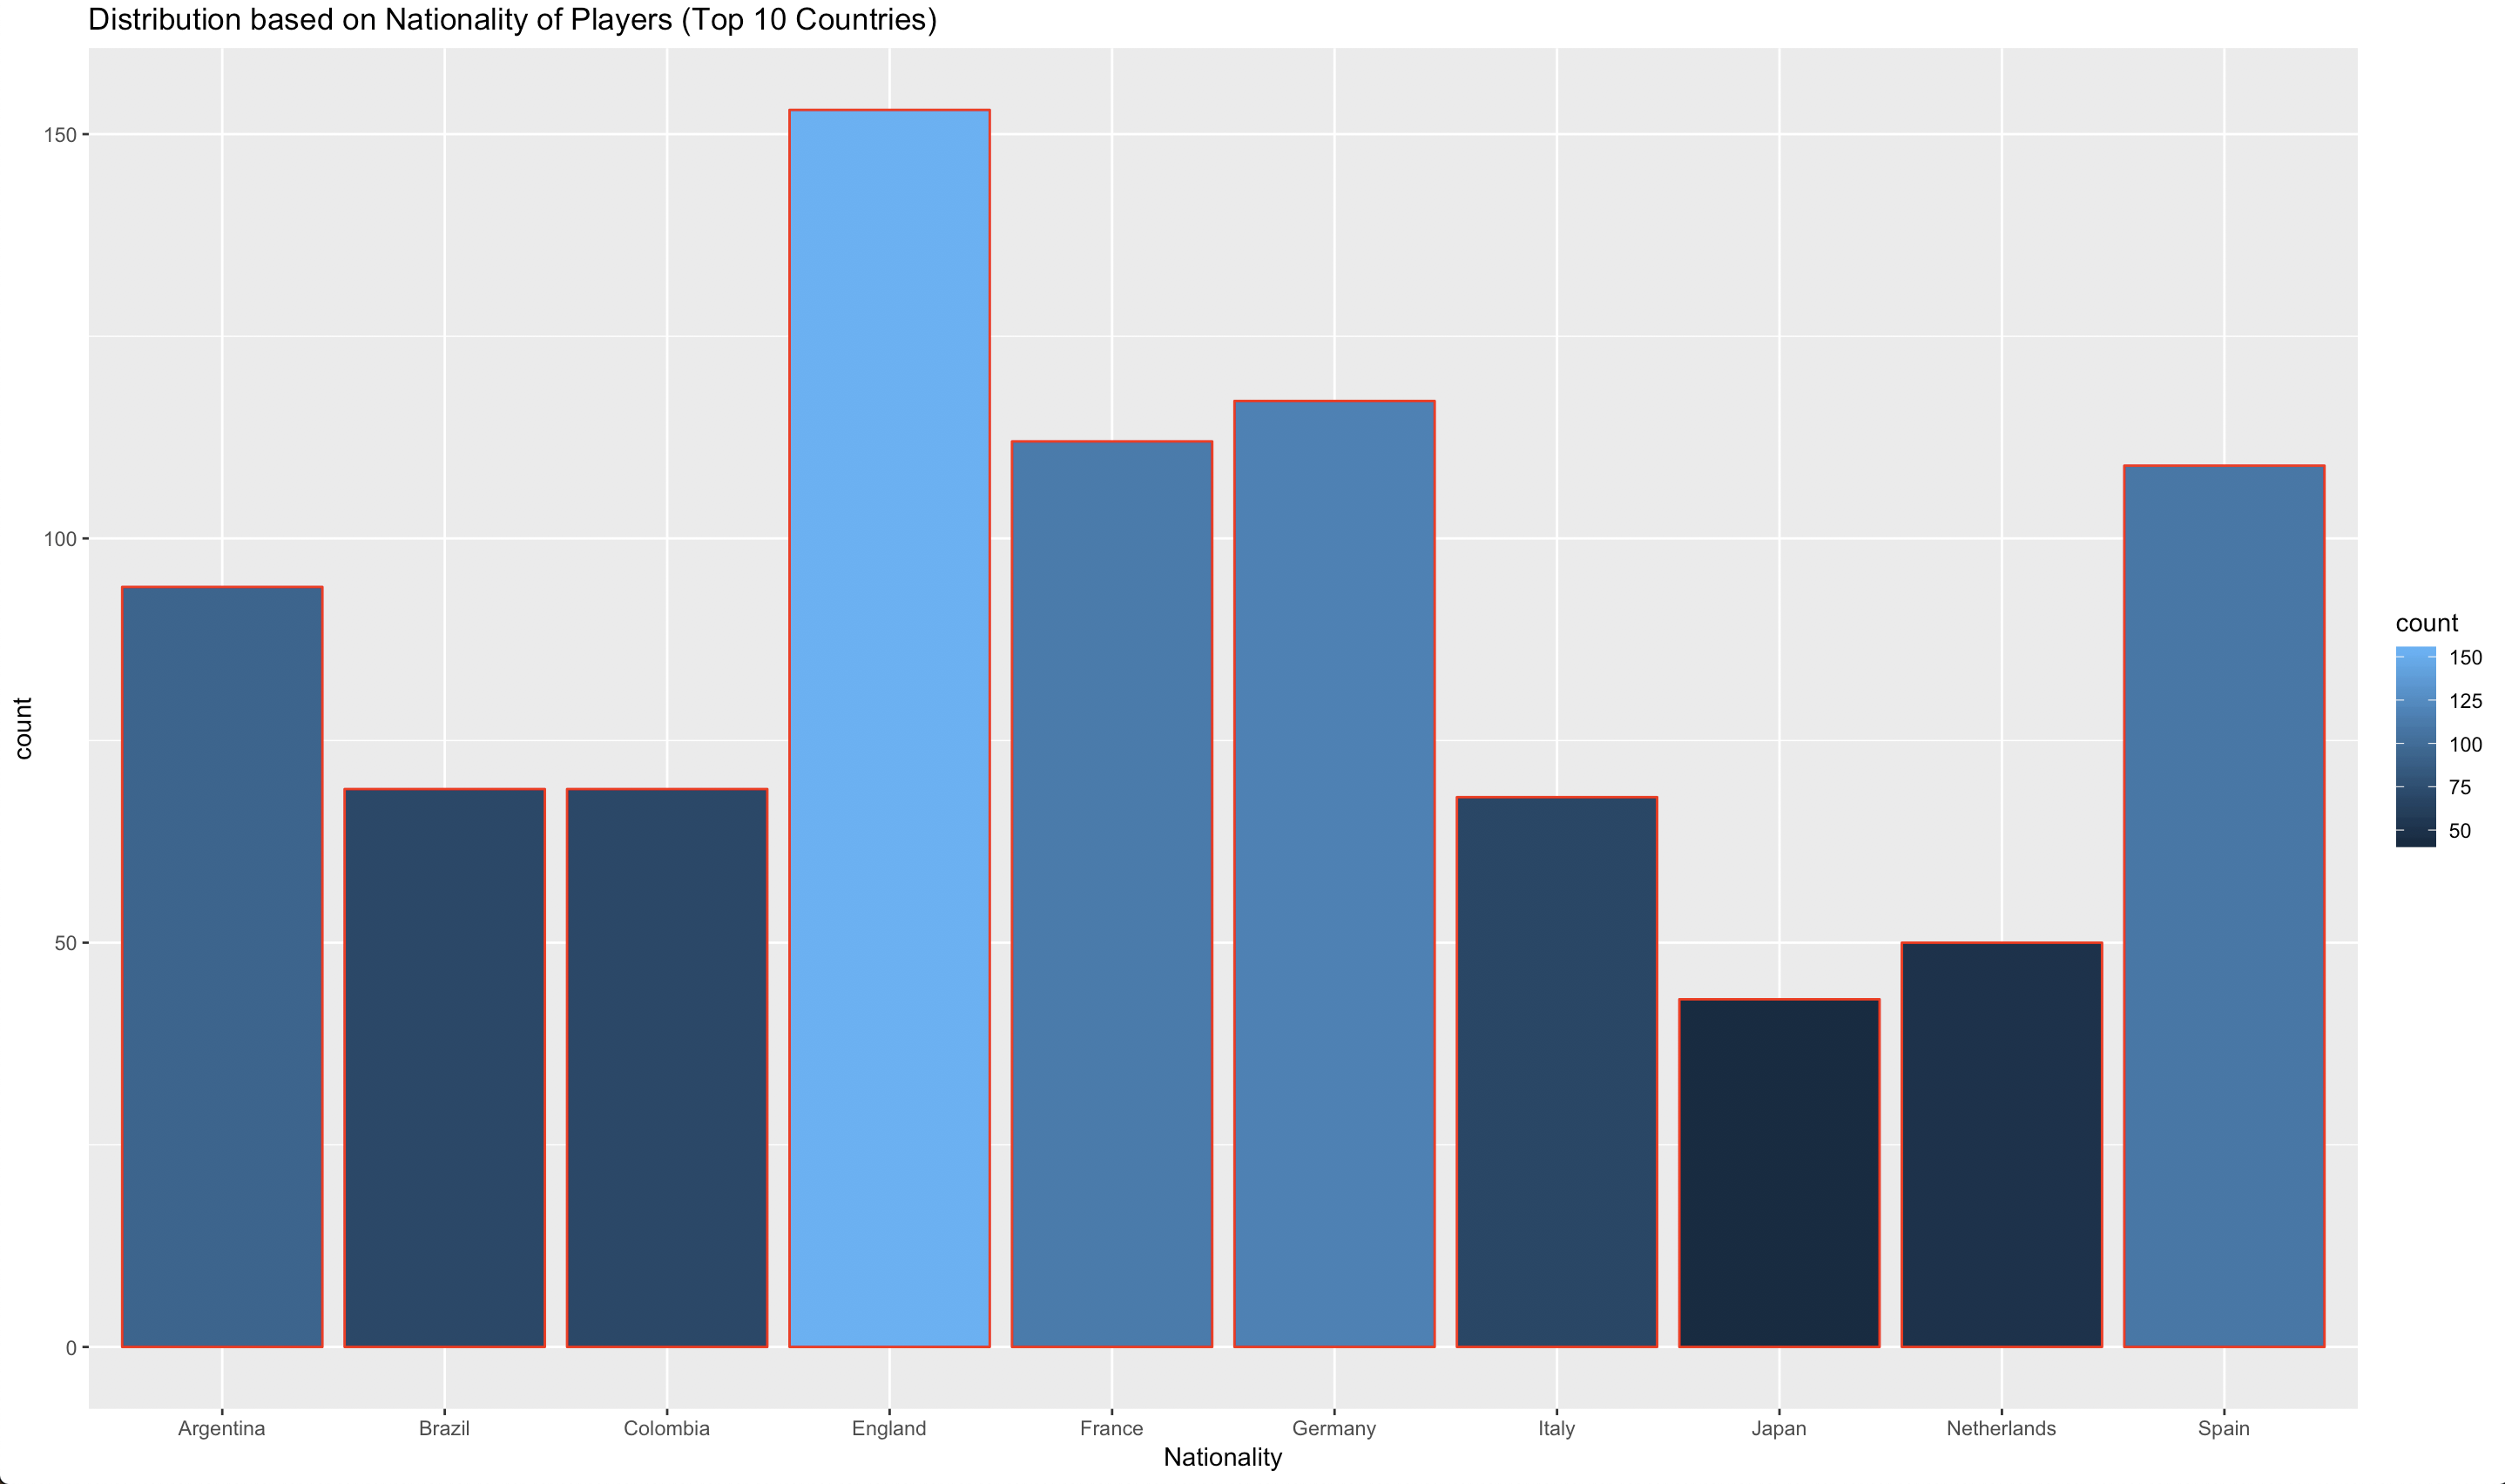 Distribution based on Nationality of Players (Top 10 Countries)
150
100
50
0
count
Argentina Brazil Colombia England France Germany Italy Japan Netherlands Spain
Nationality
count
150
125
100
75
50